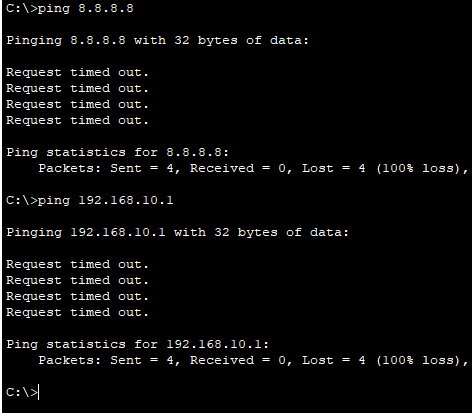 C:\>ping 8.8.8.8
Pinging 8.8.8.8 with 32 bytes of data:
Request timed out.
Request timed out.
Request timed out.
Request timed out.
Ping statistics for 8.8.8.8:
    Packets: Sent = 4, Received = 0, Lost = 4 (100% loss),
C:\>ping 192.168.10.1
Pinging 192.168.10.1 with 32 bytes of data:
Request timed out.
Request timed out.
Request timed out.
Request timed out.
Ping statistics for 192.168.10.1:
    Packets: Sent = 4, Received = 0, Lost = 4 (100% loss),
C:\>